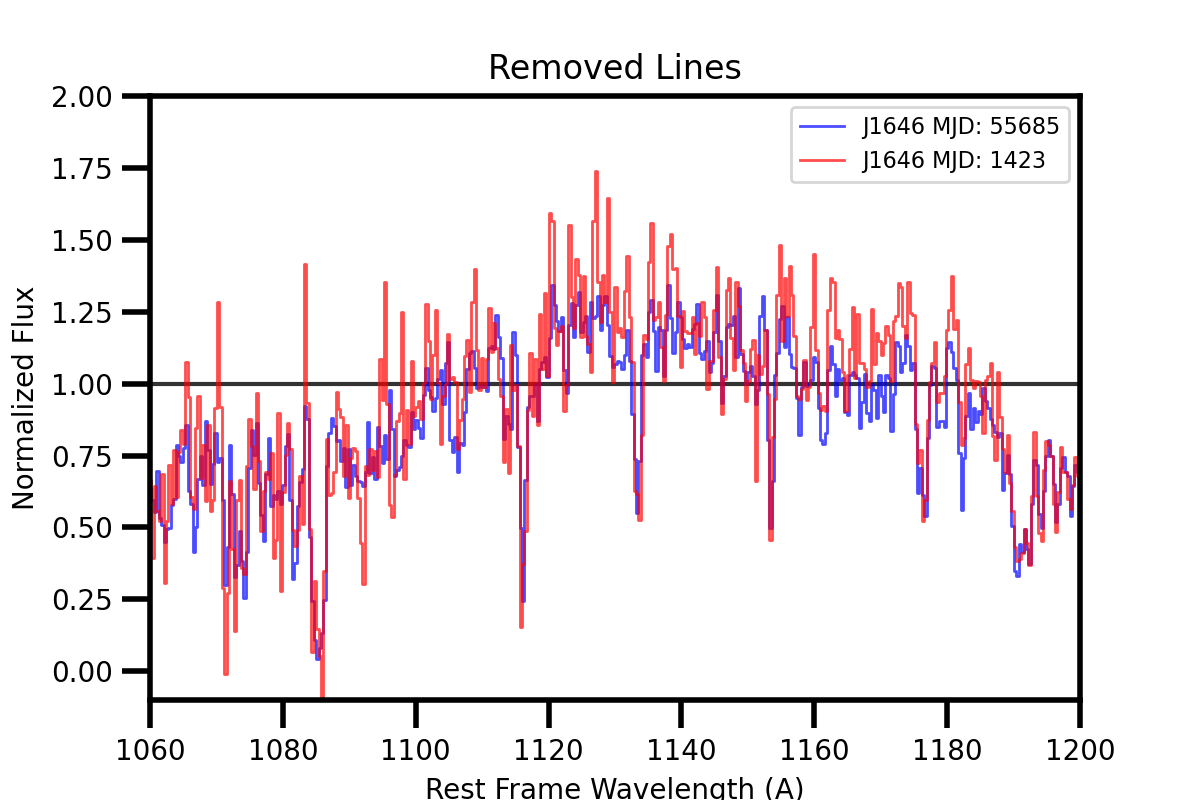 Removed Lines
J1646 MJD: 55685
J1646 MJD: 1423
Normalized Flux
2.00
1.75
1.50
1.25
1.00
0.75
0.50
0.25
0.00
1060 1080 1100 1120 1140 1160 1180 1200
Rest Frame Wavelength (A)